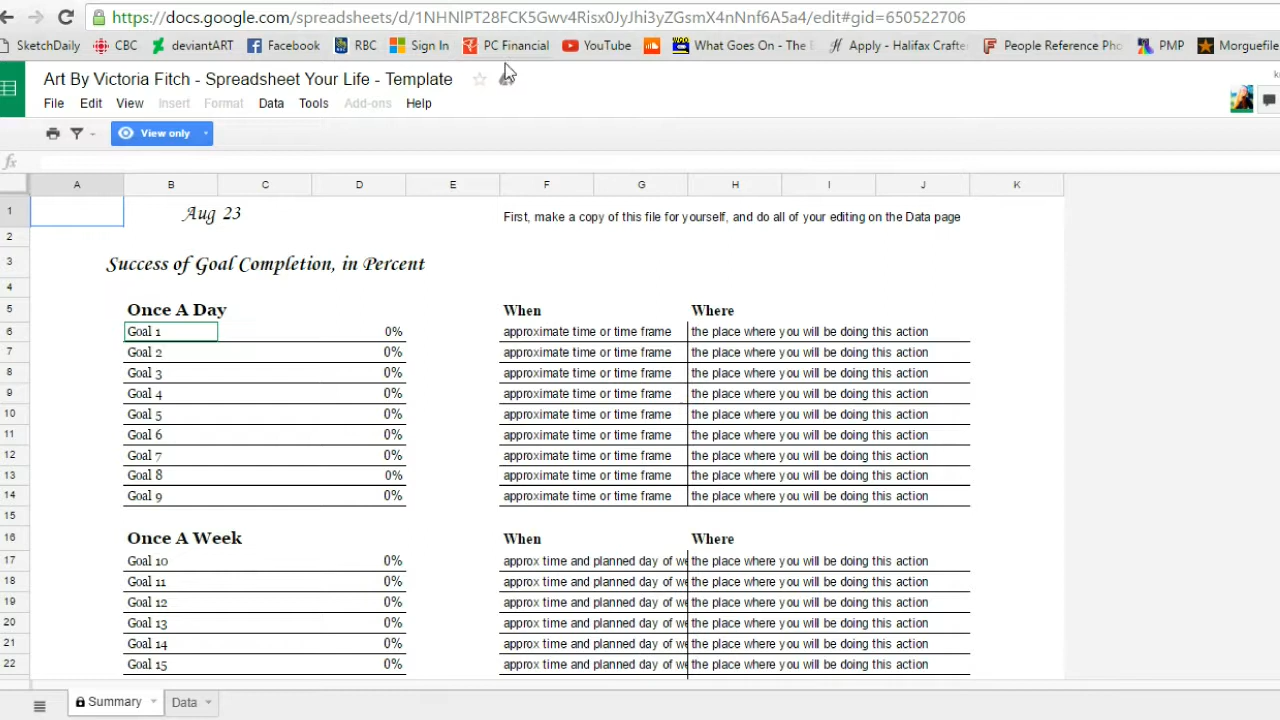 https://docs.google.com/spreadsheets/d/1NHNlPT28FCK5Gwv4Risx0JyJhi3yZGsmX4nNnf6A5a4/edit#gid=650522706
SketchDaily CBC deviantART Facebook RBC Sign In PC Financial YouTube What Goes On - The E Apply - Halifax Crafte People Reference Pho PMP Morguefile
Art By Victoria Fitch - Spreadsheet Your Life - Template
File Edit View Insert Format Data Tools Add-ons Help
View only
fx
A B C D E F G H I J K
1 Aug 23 First, make a copy of this file for yourself, and do all of your editing on the Data page
2
3 Success of Goal Completion, in Percent
4
5 Once A Day When Where
6 Goal 1 0% approximate time or time frame the place where you will be doing this action
7 Goal 2 0% approximate time or time frame the place where you will be doing this action
8 Goal 3 0% approximate time or time frame the place where you will be doing this action
9 Goal 4 0% approximate time or time frame the place where you will be doing this action
10 Goal 5 0% approximate time or time frame the place where you will be doing this action
11 Goal 6 0% approximate time or time frame the place where you will be doing this action
12 Goal 7 0% approximate time or time frame the place where you will be doing this action
13 Goal 8 0% approximate time or time frame the place where you will be doing this action
14 Goal 9 0% approximate time or time frame the place where you will be doing this action
15
16 Once A Week When Where
17 Goal 10 0% approx time and planned day of we the place where you will be doing this action
18 Goal 11 0% approx time and planned day of we the place where you will be doing this action
19 Goal 12 0% approx time and planned day of we the place where you will be doing this action
20 Goal 13 0% approx time and planned day of we the place where you will be doing this action
21 Goal 14 0% approx time and planned day of we the place where you will be doing this action
22 Goal 15 0% approx time and planned day of we the place where you will be doing this action
Summary Data